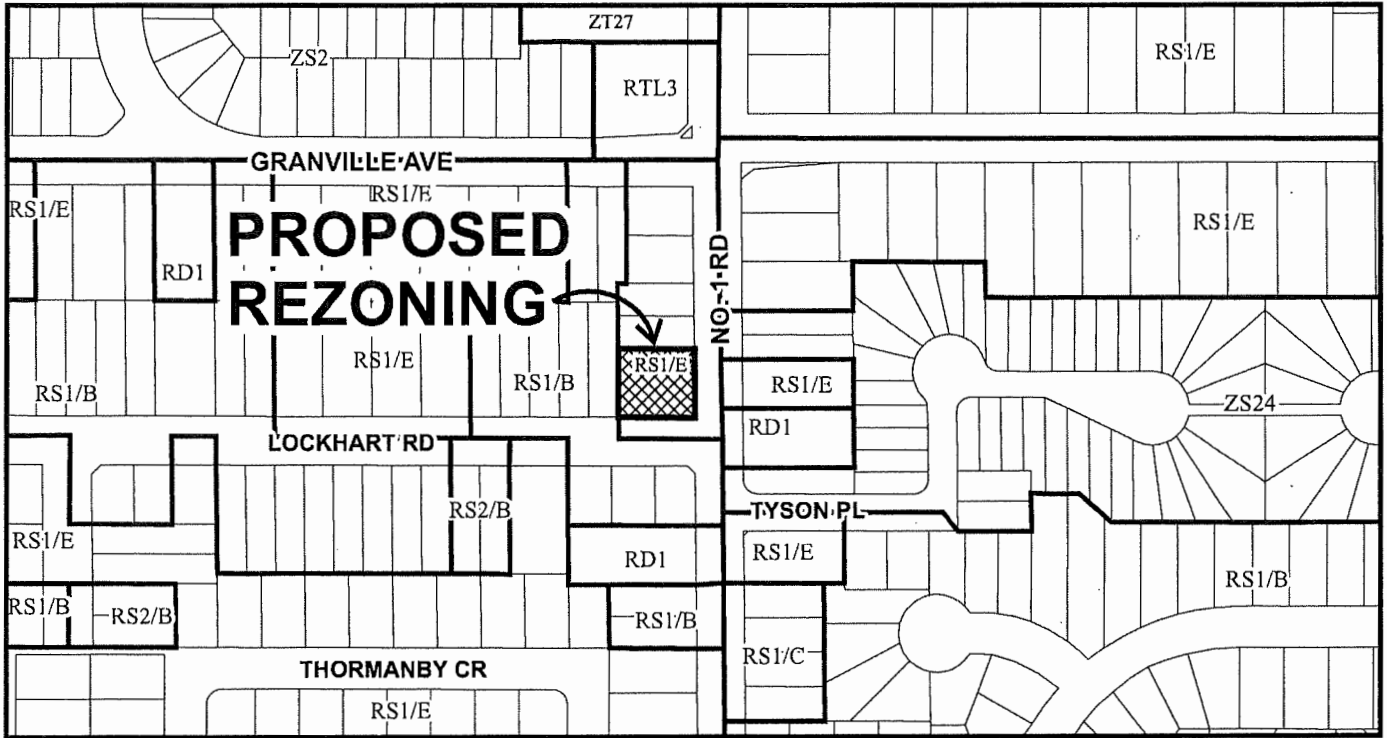 ZT27
ZS2
RS1/E
RTL3
GRANVILLE AVE
RS1/E
RS1/E
RS1/E
RD1
PROPOSED
REZONING
NO. 1 RD
RS1/E
RS1/E
RS1/B
RS1/B
RS1/E
RD1
ZS24
LOCKHART RD
RS2/B
TYSON PL
RS1/E
RD1
RS1/E
RS1/B
RS1/B
RS2/B
RS1/B
RS1/C
THORMANBY CR
RS1/E